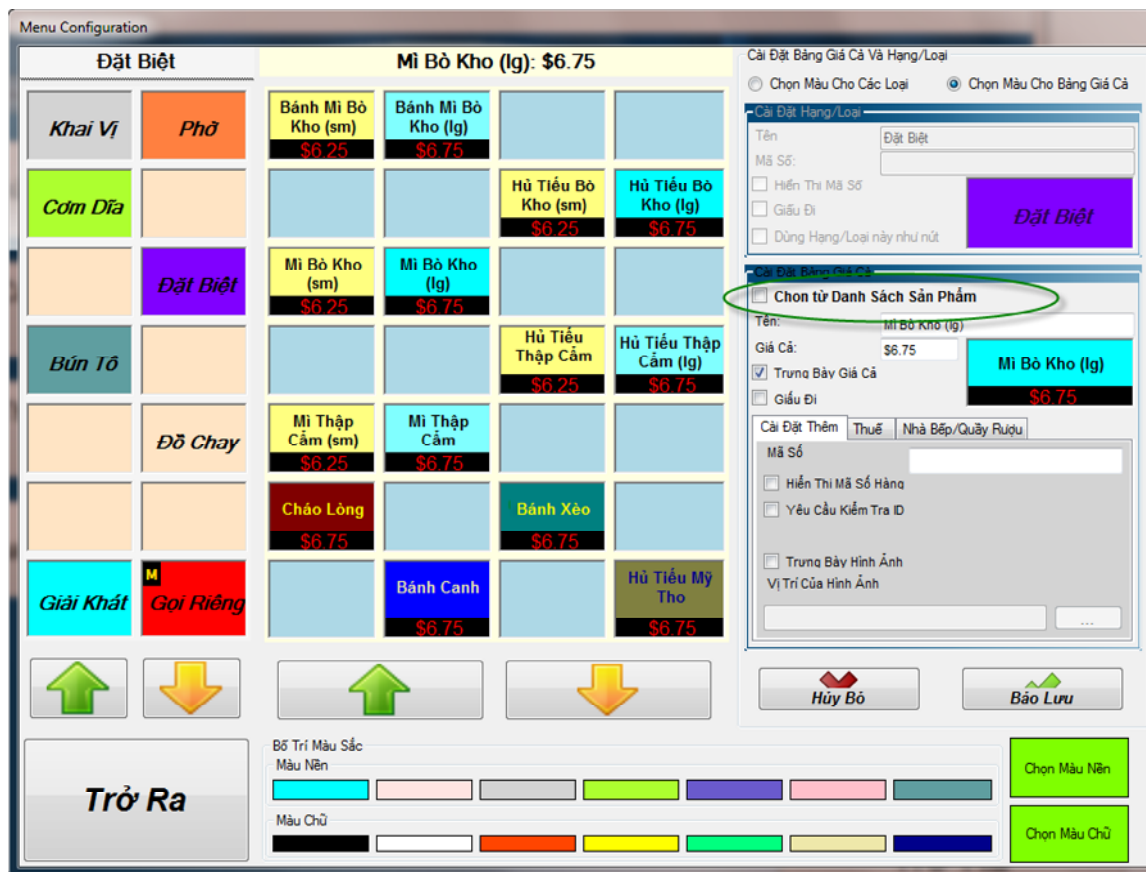 Menu Configuration
Đặt Biệt
Mì Bò Kho (lg): $6.75
Khai Vị
Phở
Cơm Dĩa
Đặt Biệt
Bún Tô
Đồ Chay
Giải Khát
M
Gọi Riêng
Bánh Mì Bò
Kho (sm)
$6.25
Bánh Mì Bò
Kho (lg)
$6.75
Hủ Tiếu Bò
Kho (sm)
$6.25
Hủ Tiếu Bò
Kho (lg)
$6.75
Mì Bò Kho
(sm)
$6.25
Mì Bò Kho
(lg)
$6.75
Hủ Tiếu
Thập Cẩm
$6.25
Hủ Tiếu Thập
Cẩm (lg)
$6.75
Mì Thập
Cẩm (sm)
$6.25
Mì Thập
Cẩm
$6.75
Cháo Lòng
$6.75
Bánh Xèo
$6.75
Bánh Canh
$6.75
Hủ Tiếu Mỹ
Tho
$6.75
Cài Đặt Bảng Giá Cả Và Hạng/Loại
Chọn Màu Cho Các Loại
Chọn Màu Cho Bảng Giá Cả
Cài Đặt Hạng/Loại
Tên
Đặt Biệt
Mã Số:
Hiển Thi Mã Số
Giấu Đi
Dùng Hạng/Loại này như nút
Đặt Biệt
Cài Đặt Bảng Giá Cả
Chon từ Danh Sách Sản Phẩm
Tên:
Mì Bò Kho (lg)
Giá Cả:
$6.75
Trưng Bày Giá Cả
Giấu Đi
Mì Bò Kho (lg)
$6.75
Cài Đặt Thêm
Thuế
Nhà Bếp/Quầy Rượu
Mã Số
Hiển Thi Mã Số Hàng
Yêu Cầu Kiểm Tra ID
Trưng Bày Hình Ảnh
Vị Trí Của Hình Ảnh
...
Hủy Bỏ
Bảo Lưu
Trở Ra
Bố Trí Màu Sắc
Màu Nền
Màu Chữ
Chọn Màu Nền
Chọn Màu Chữ